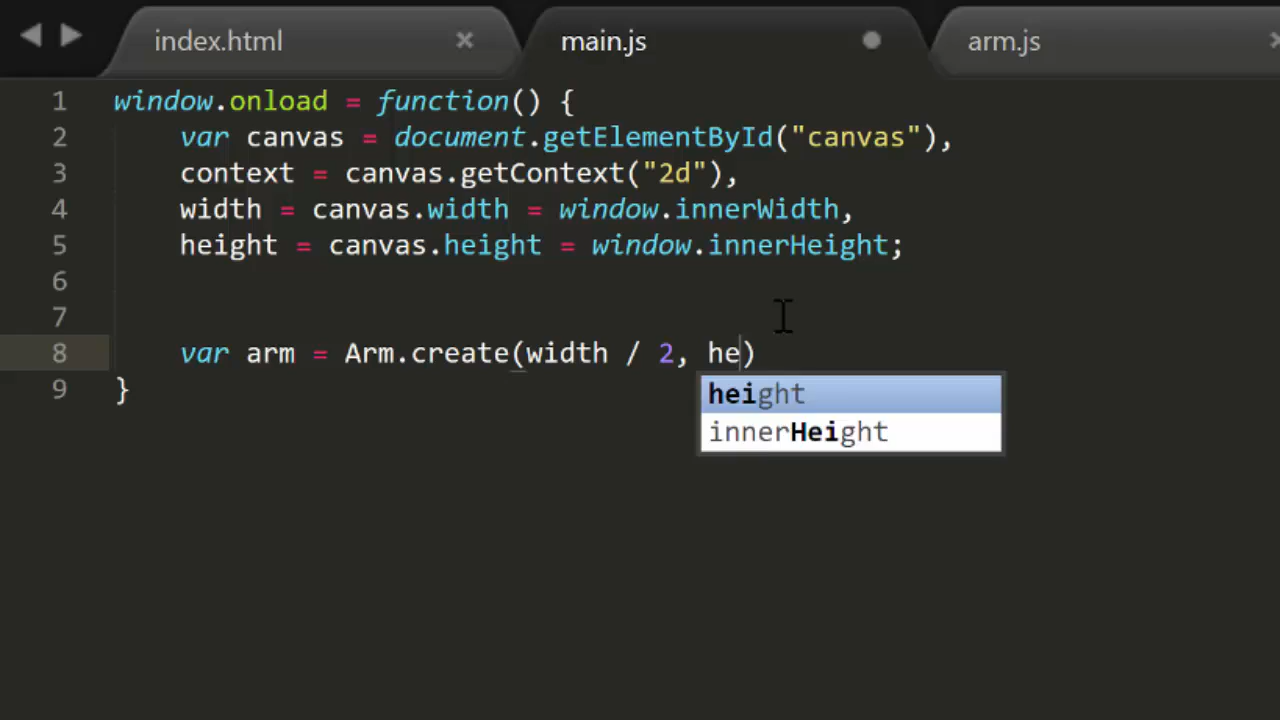 index.html main.js arm.js
1 window.onload = function() {
2 var canvas = document.getElementById("canvas"),
3 context = canvas.getContext("2d"),
4 width = canvas.width = window.innerWidth,
5 height = canvas.height = window.innerHeight;
6
7
8 var arm = Arm.create(width / 2, he)
height
innerHeight
9 }